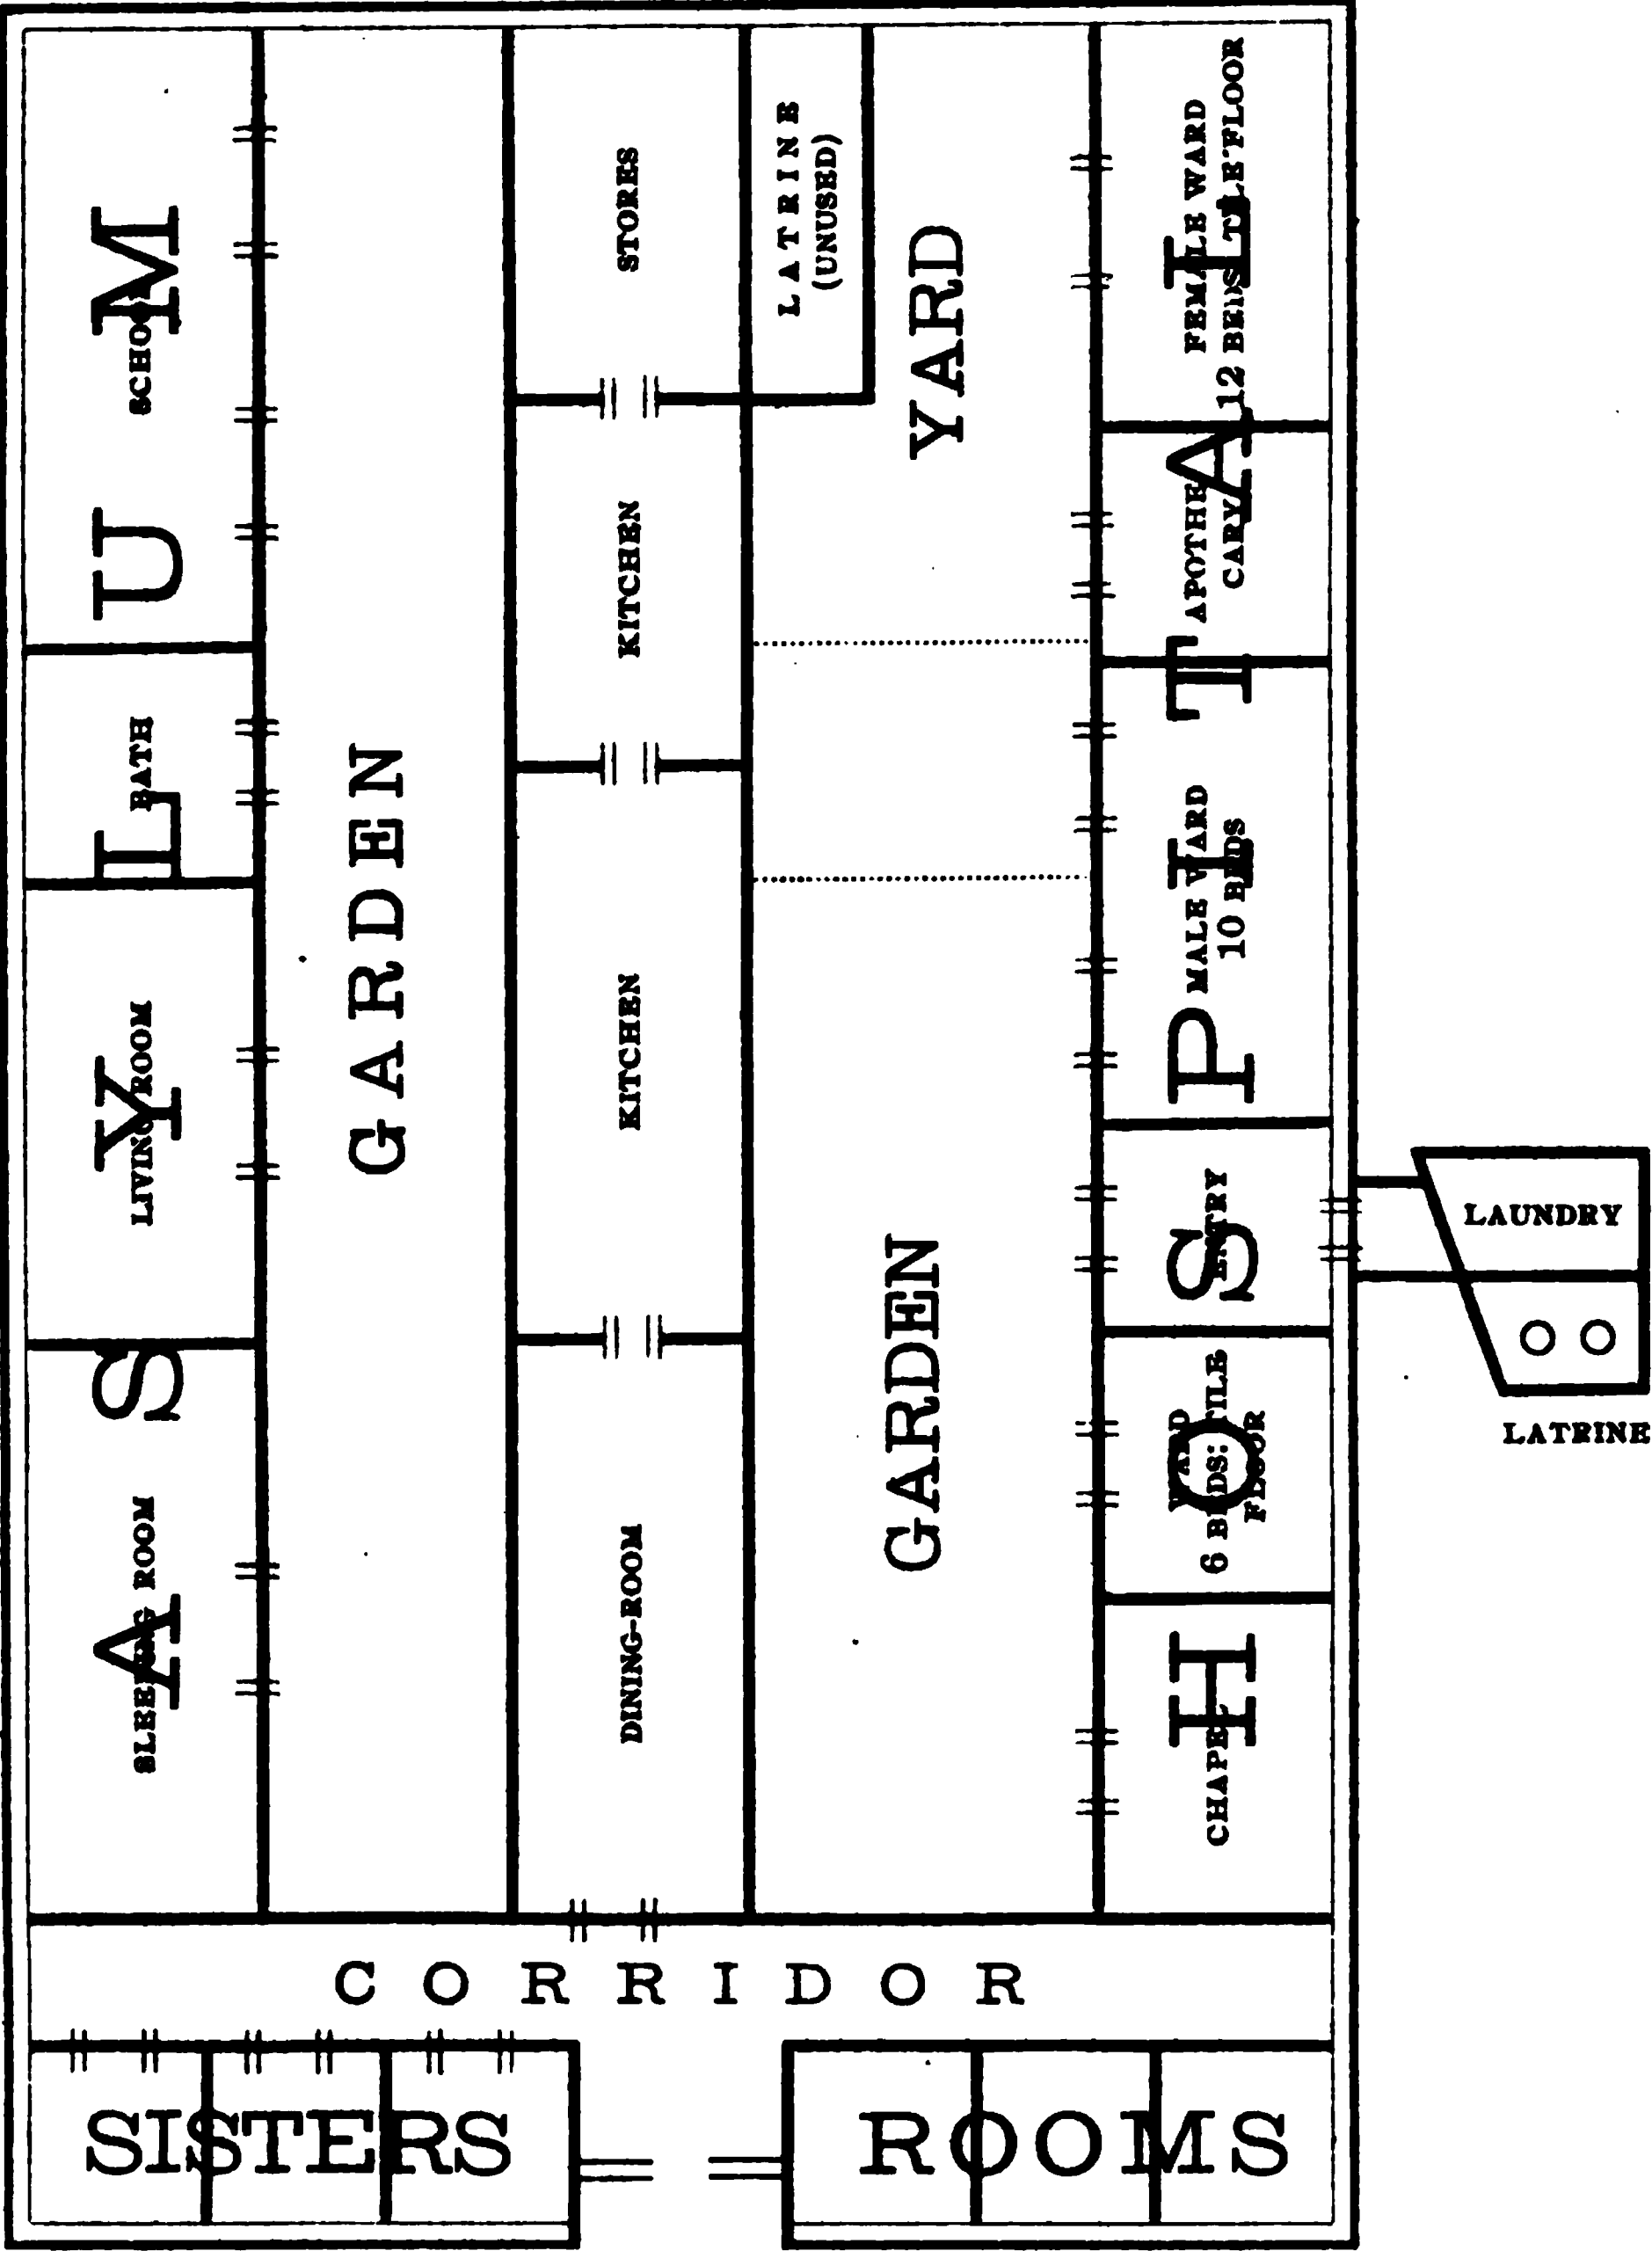 ASYLUM
SCHOOL
BATH
LIVING ROOM
SLEEPING ROOM
GARDEN
STORES
KITCHEN
KITCHEN
DINING-ROOM
LATRINE
(UNUSED)
YARD
GARDEN
HOSPITAL
FEMALE WARD
12 BEDS TILE FLOOR
APOTHE
CARY
MALE WARD
10 BEDS
ENTRY
WARD
6 BEDS: TILE
FLOOR
CHAPEL
LAUNDRY
LATRINE
CORRIDOR
SISTERS ROOMS